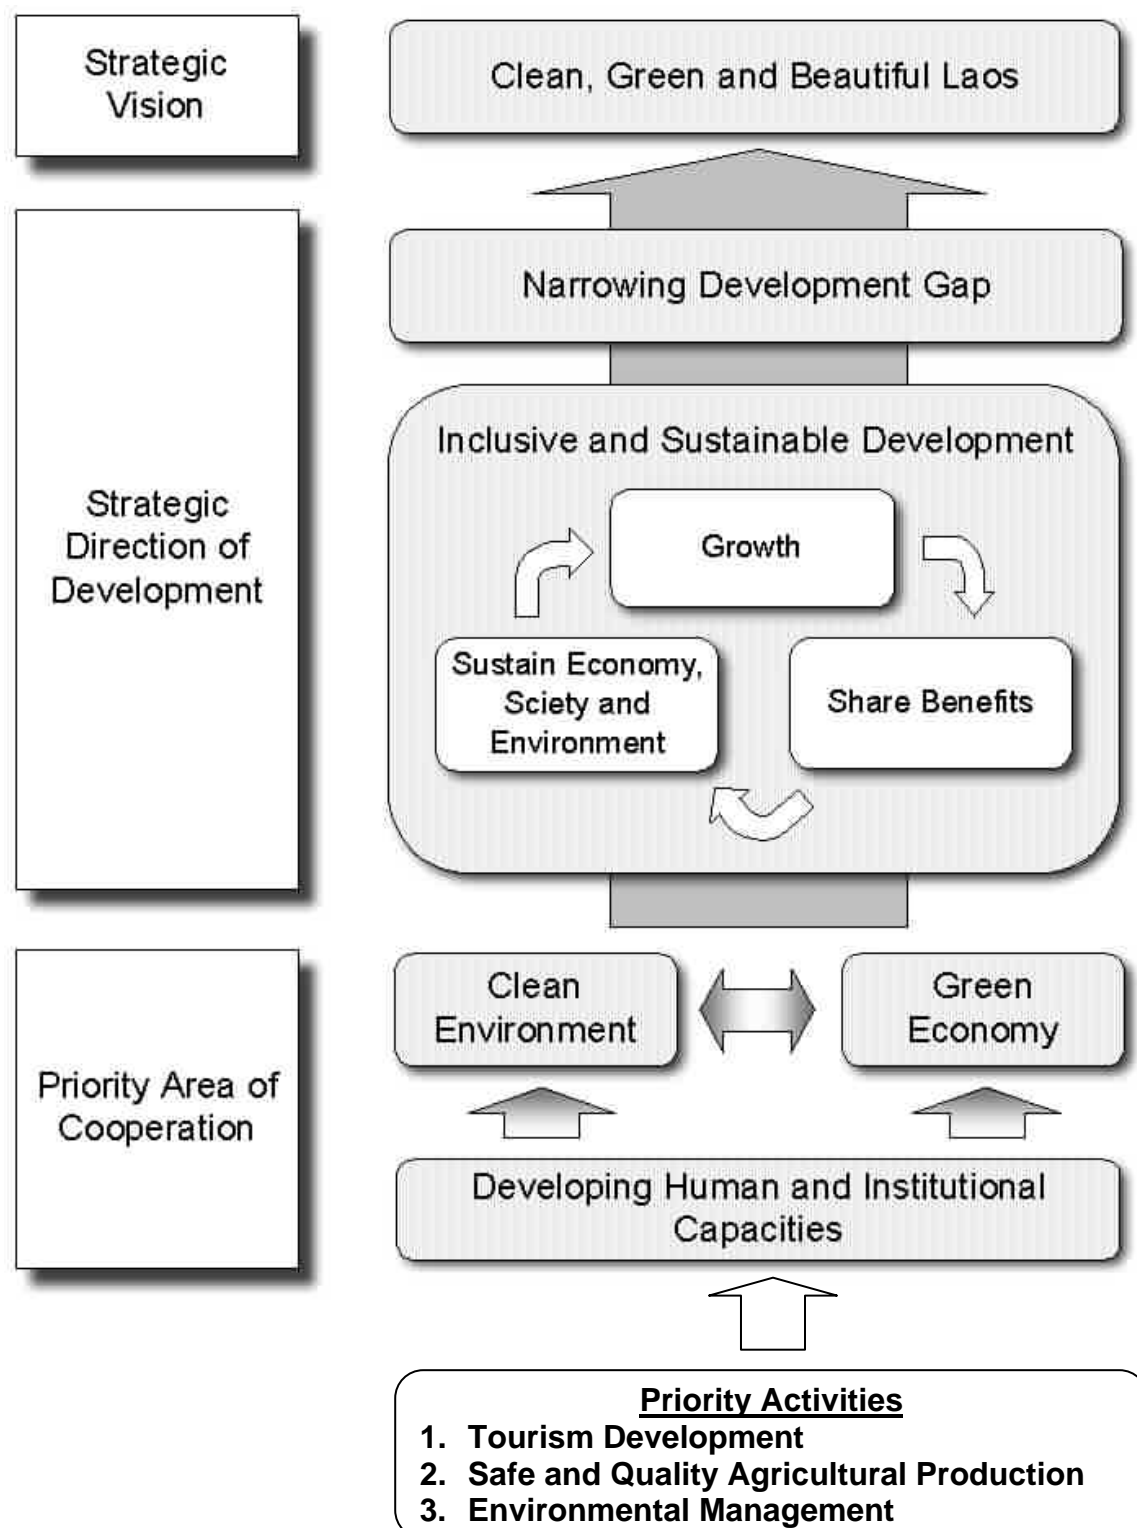 Strategic
Vision
Clean, Green and Beautiful Laos
Narrowing Development Gap
Strategic
Direction of
Development
Inclusive and Sustainable Development
Growth
Sustain Economy,
Sciety and
Environment
Share Benefits
Priority Area of
Cooperation
Clean
Environment
Green
Economy
Developing Human and Institutional
Capacities
Priority Activities
1. Tourism Development
2. Safe and Quality Agricultural Production
3. Environmental Management